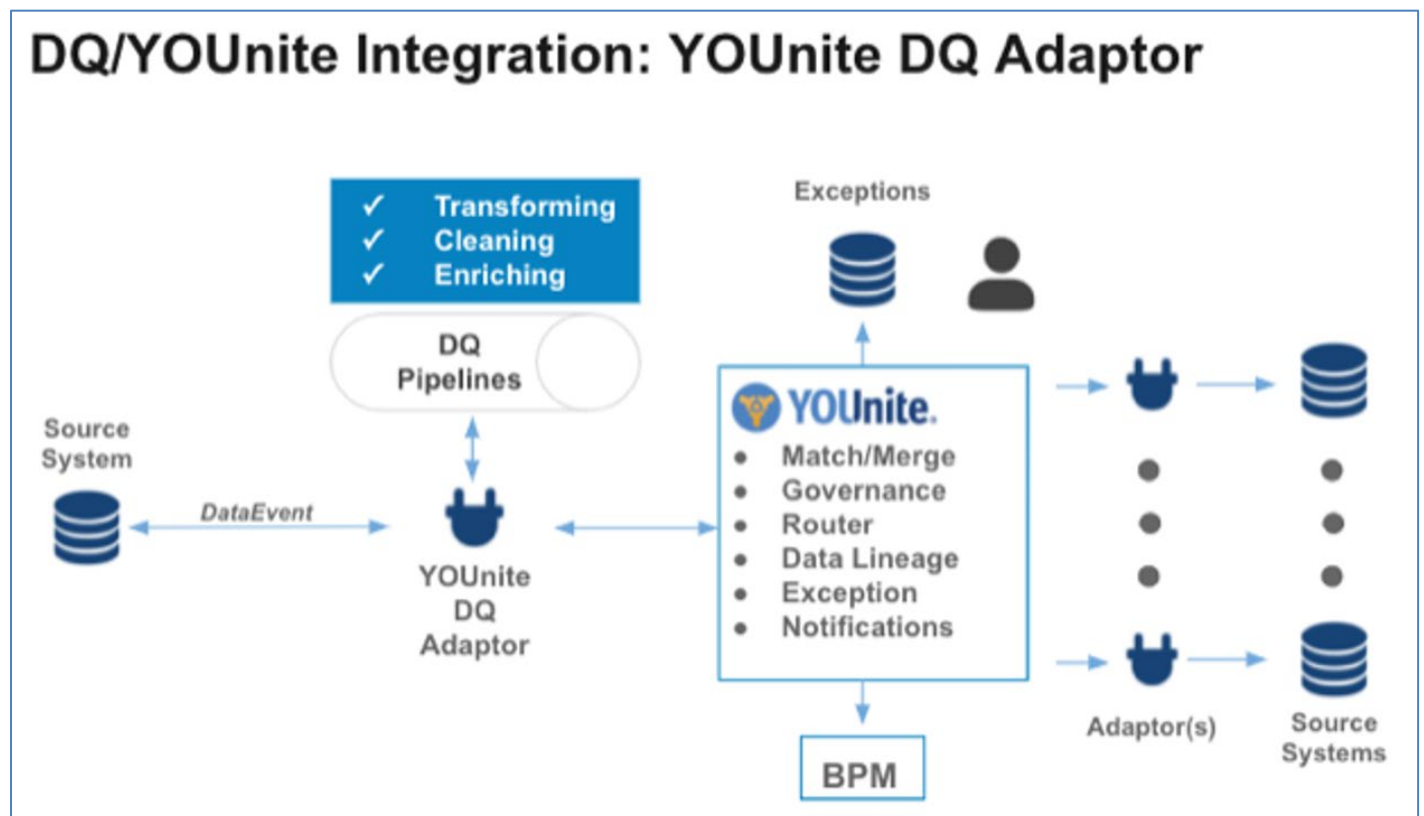 DQ/YOUnite Integration: YOUnite DQ Adaptor
✓ Transforming
✓ Cleaning
✓ Enriching
DQ
Pipelines
Source
System
DataEvent
YOUnite
DQ
Adaptor
Exceptions
YOUnite®
● Match/Merge
● Governance
● Router
● Data Lineage
● Exception
● Notifications
BPM
Adaptor(s)
Source
Systems